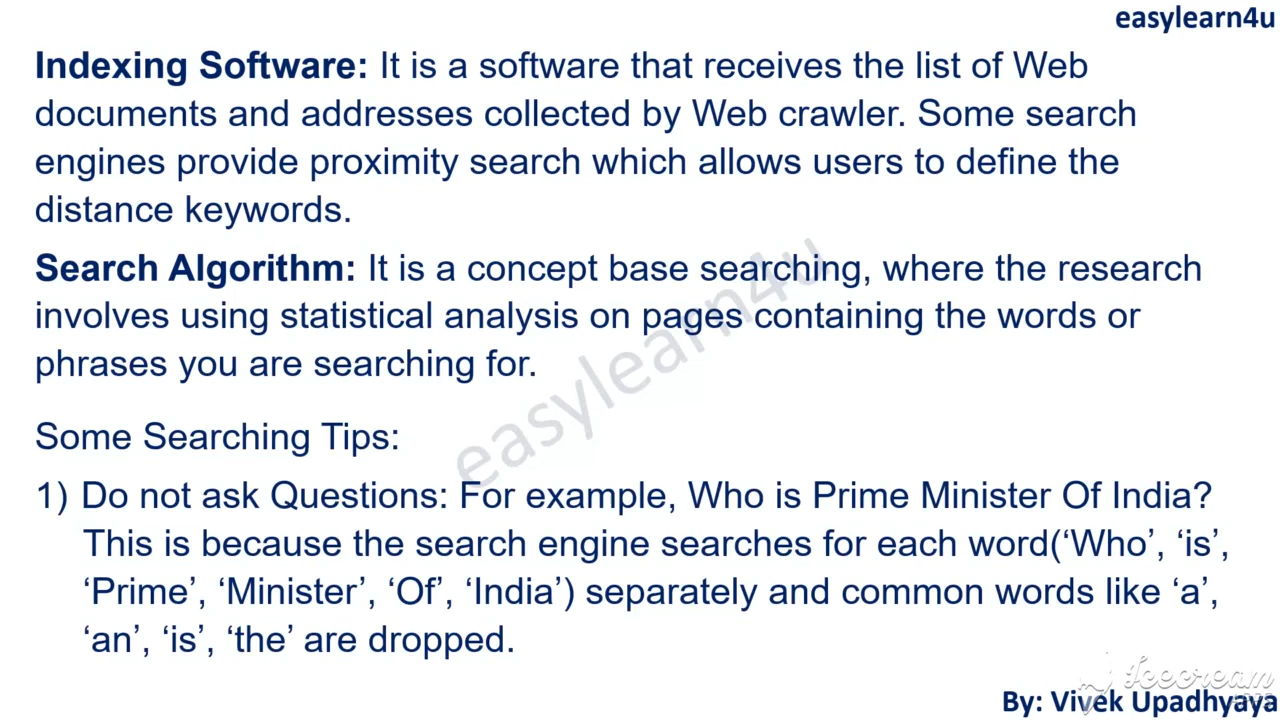 easylearn4u
Indexing Software: It is a software that receives the list of Web
documents and addresses collected by Web crawler. Some search
engines provide proximity search which allows users to define the
distance keywords.
Search Algorithm: It is a concept base searching, where the research
involves using statistical analysis on pages containing the words or
phrases you are searching for.
easylearn4u
Some Searching Tips:
1) Do not ask Questions: For example, Who is Prime Minister Of India?
This is because the search engine searches for each word(‘Who’, ‘is’,
‘Prime’, ‘Minister’, ‘Of’, ‘India’) separately and common words like ‘a’,
‘an’, ‘is’, ‘the’ are dropped.
Icecream
APPS
By: Vivek Upadhyaya